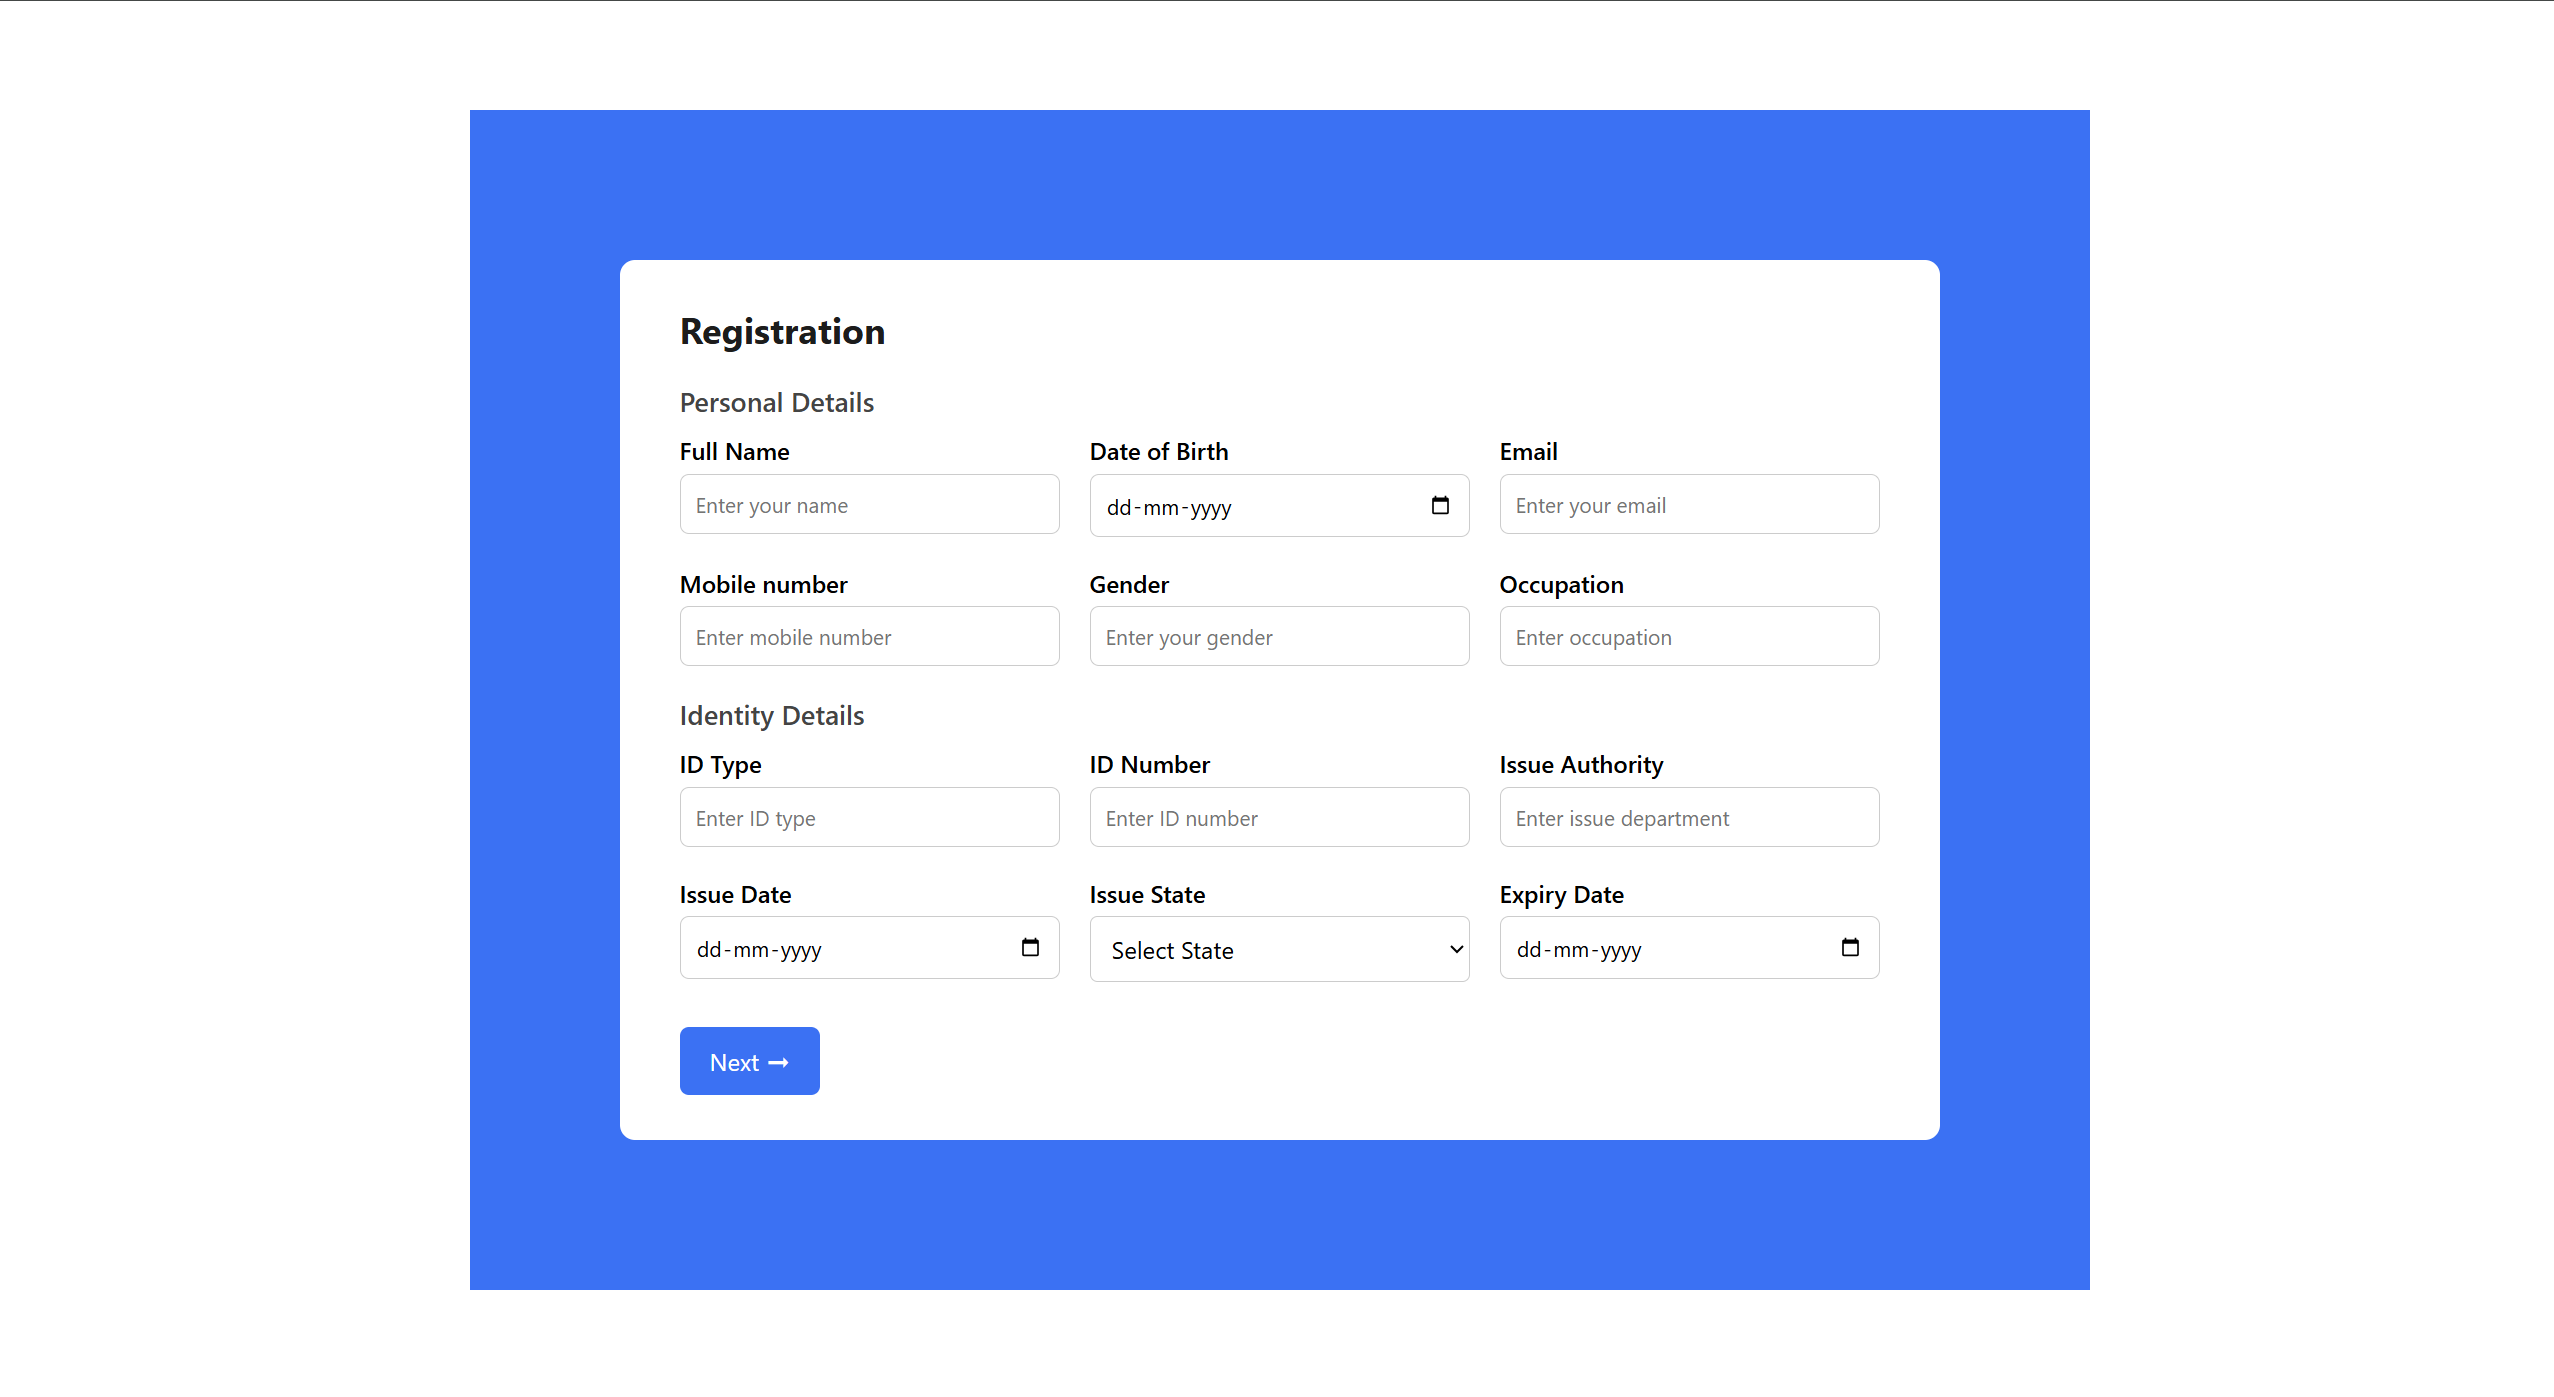 Registration
Personal Details
Full Name Date of Birth Email
Enter your name dd-mm-yyyy Enter your email
Mobile number Gender Occupation
Enter mobile number Enter your gender Enter occupation
Identity Details
ID Type ID Number Issue Authority
Enter ID type Enter ID number Enter issue department
Issue Date Issue State Expiry Date
dd-mm-yyyy Select State dd-mm-yyyy
Next →